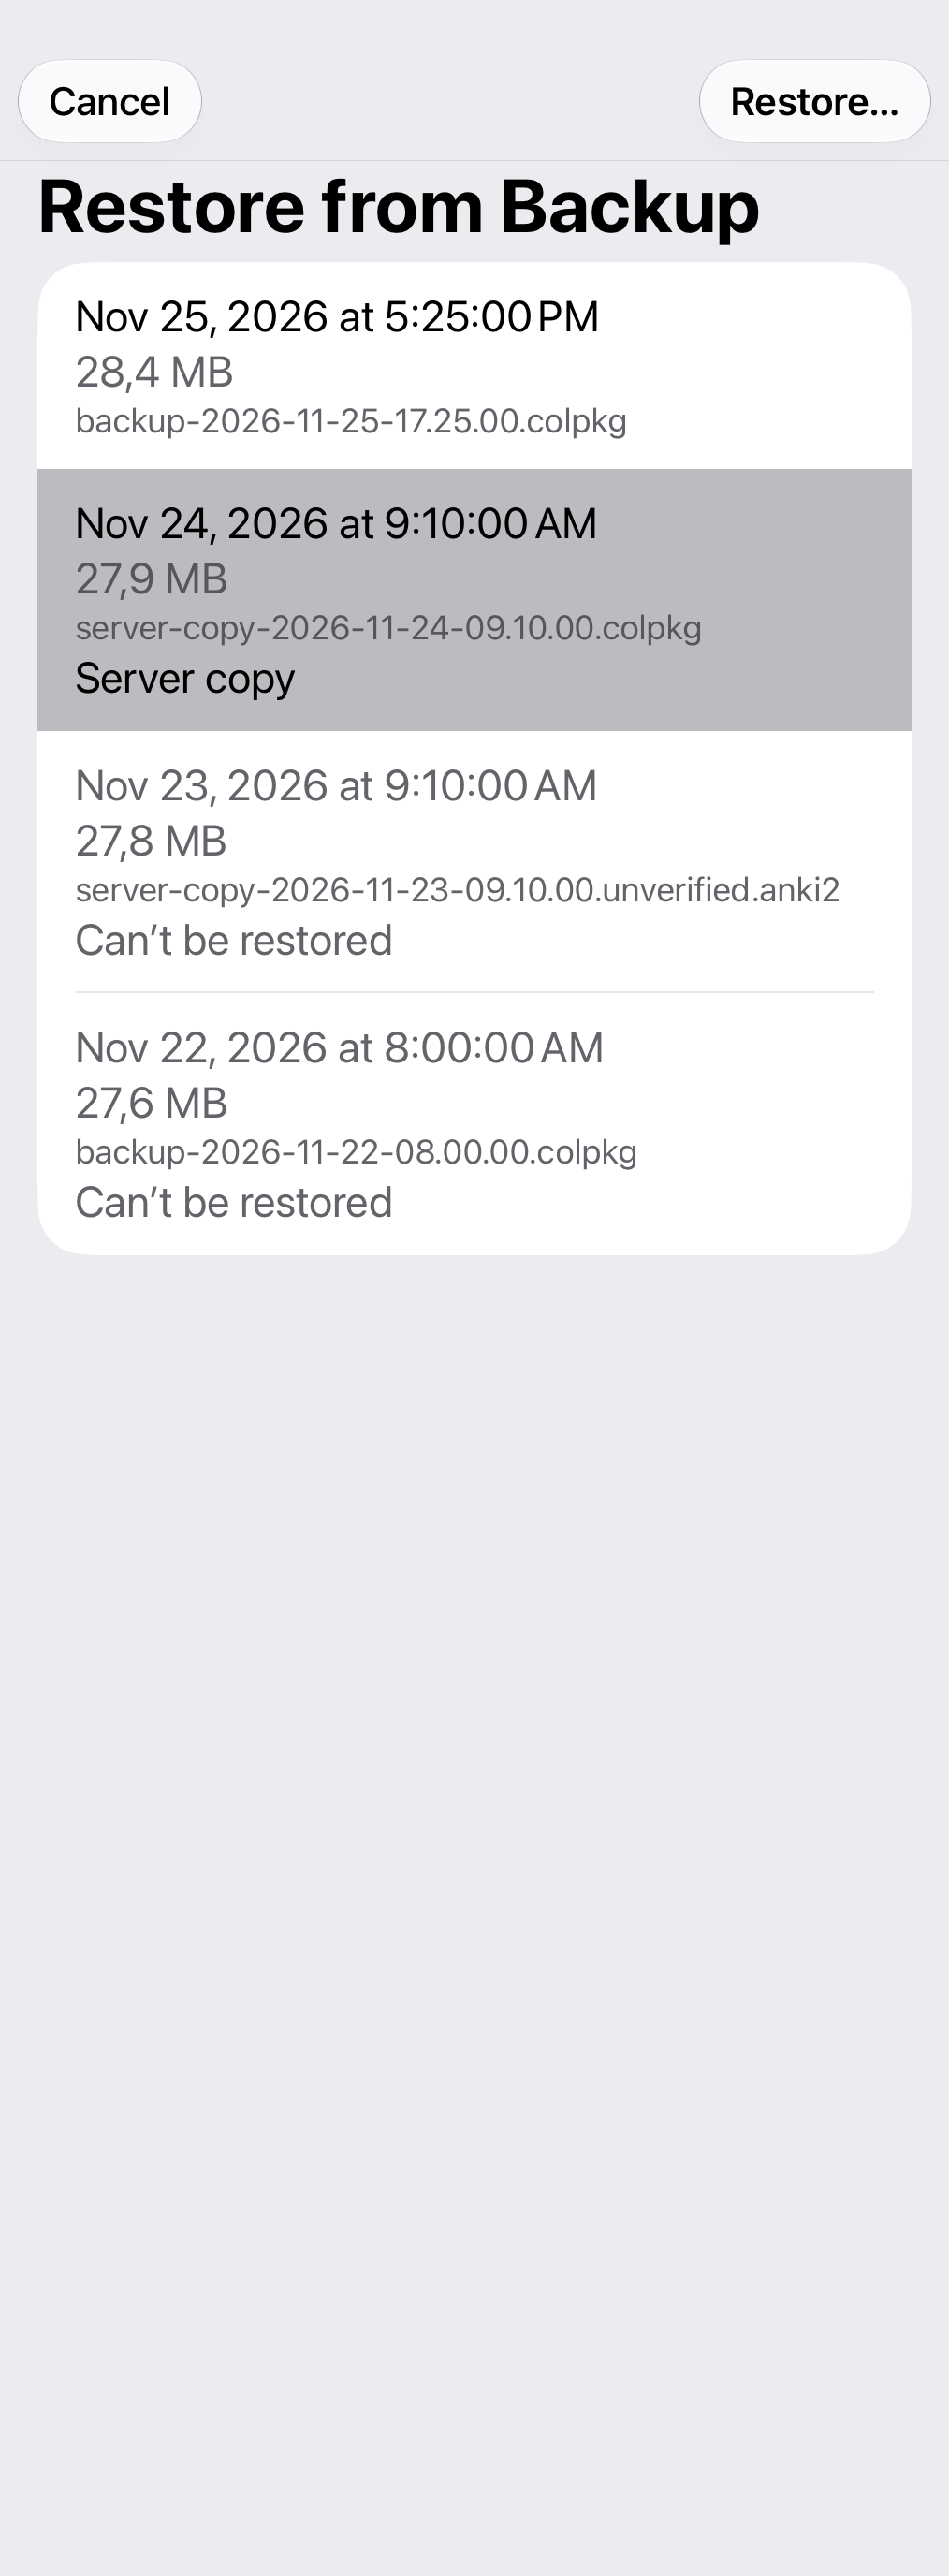 Cancel
Restore...
Restore from Backup
Nov 25, 2026 at 5:25:00 PM
28,4 MB
backup-2026-11-25-17.25.00.colpkg
Nov 24, 2026 at 9:10:00 AM
27,9 MB
server-copy-2026-11-24-09.10.00.colpkg
Server copy
Nov 23, 2026 at 9:10:00 AM
27,8 MB
server-copy-2026-11-23-09.10.00.unverified.anki2
Can’t be restored
Nov 22, 2026 at 8:00:00 AM
27,6 MB
backup-2026-11-22-08.00.00.colpkg
Can’t be restored